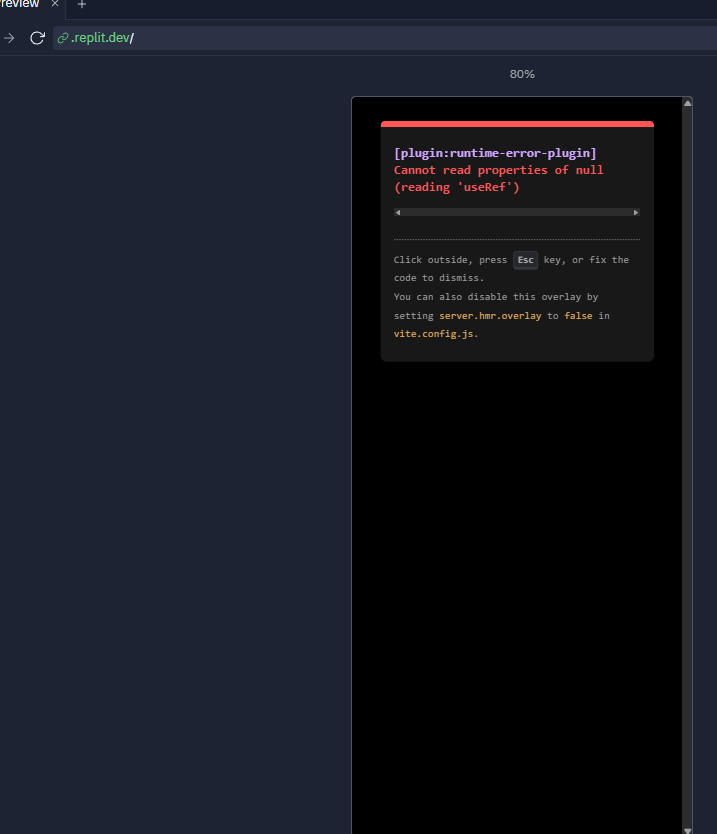 review × +
.replit.dev/
80%
[plugin:runtime-error-plugin]
Cannot read properties of null
(reading 'useRef')
Click outside, press Esc key, or fix the
code to dismiss.
You can also disable this overlay by
setting server.hmr.overlay to false in
vite.config.js.